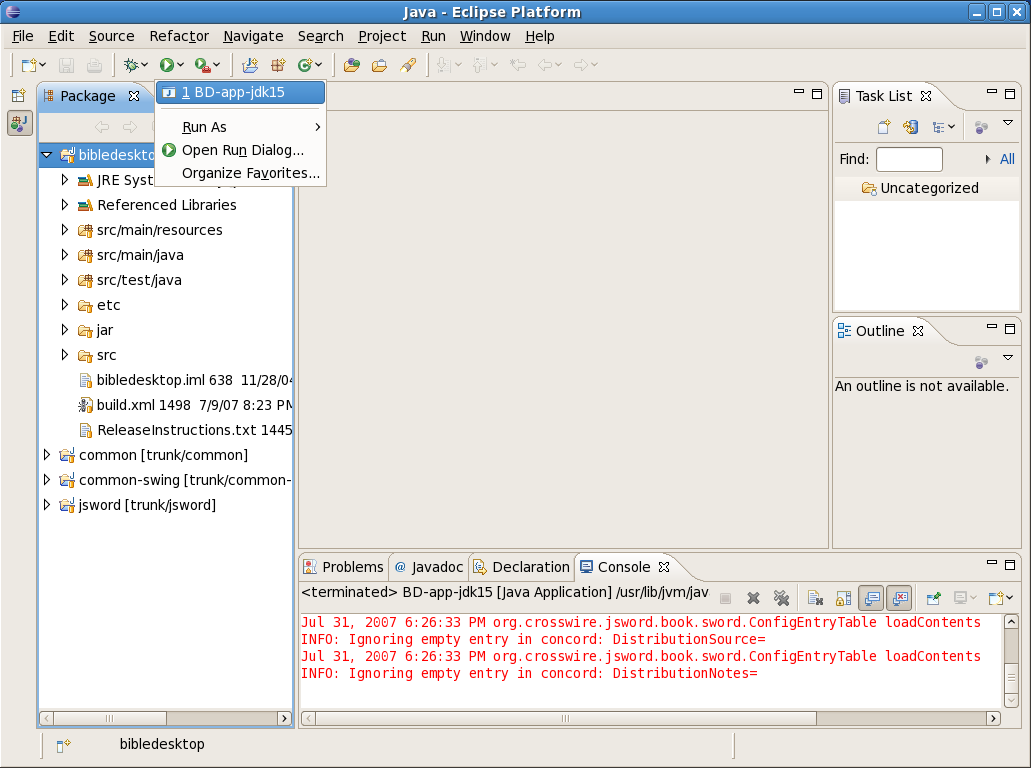 Java - Eclipse Platform
File Edit Source Refactor Navigate Search Project Run Window Help
Package
1 BD-app-jdk15
Run As
Open Run Dialog...
Organize Favorites...
bibledeskto
JRE Syst
Referenced Libraries
src/main/resources
src/main/java
src/test/java
etc
jar
src
bibledesktop.iml 638 11/28/04
build.xml 1498 7/9/07 8:23 PM
ReleaseInstructions.txt 1445
common [trunk/common]
common-swing [trunk/common-
jsword [trunk/jsword]
Task List
Find: All
Uncategorized
Outline
An outline is not available.
Problems Javadoc Declaration Console
<terminated> BD-app-jdk15 [Java Application] /usr/lib/jvm/jav
Jul 31, 2007 6:26:33 PM org.crosswire.jsword.book.sword.ConfigEntryTable loadContents
INFO: Ignoring empty entry in concord: DistributionSource=
Jul 31, 2007 6:26:33 PM org.crosswire.jsword.book.sword.ConfigEntryTable loadContents
INFO: Ignoring empty entry in concord: DistributionNotes=
bibledesktop